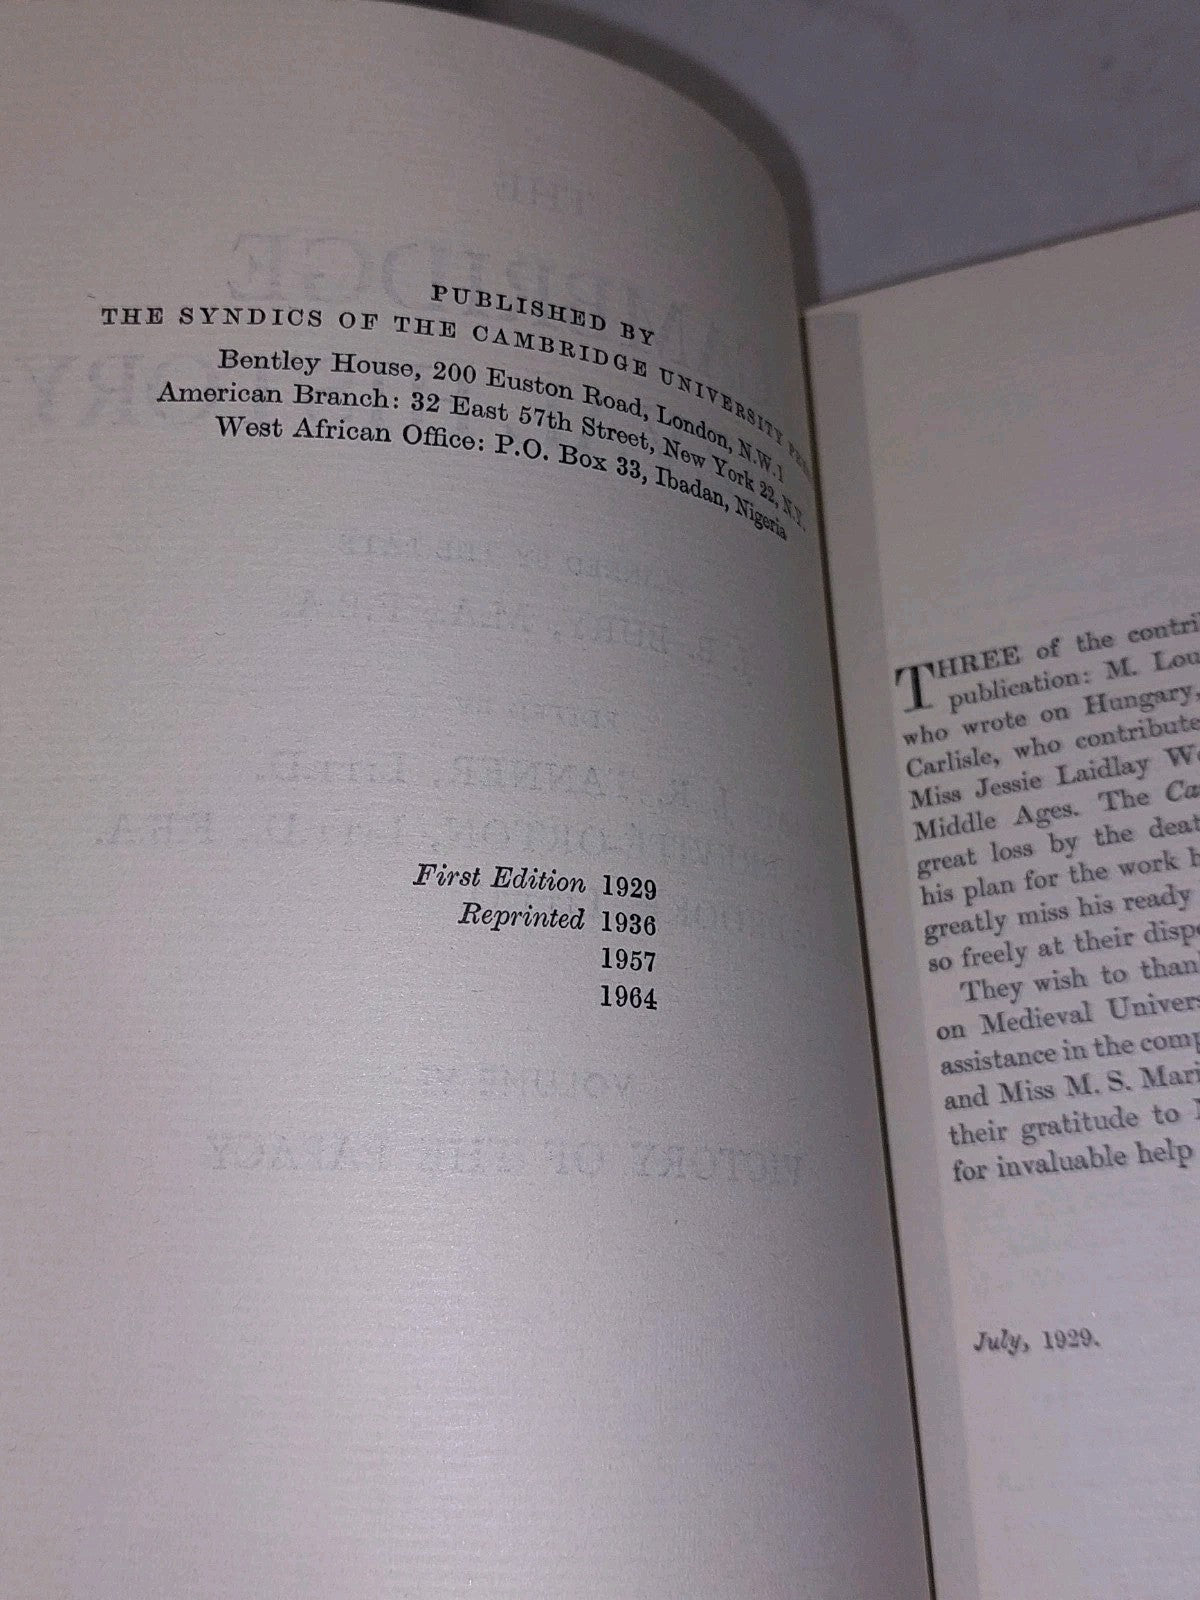 PUBLISHED BY
THE SYNDICS OF THE CAMBRIDGE UNIVERSITY
Bentley House, 200 Euston Road, London, N.W.1
American Branch: 32 East 57th Street, New York 22, N.Y.
West African Office: P.O. Box 33, Ibadan, Nigeria
First Edition 1929
Reprinted 1936
1957
1964
THREE of the contri
publication: M. Lou
who wrote on Hungary,
Carlisle, who contribute
Miss Jessie Laidlay W
Middle Ages. The Ca
great loss by the deat
his plan for the work h
greatly miss his ready
so freely at their dispo
They wish to than
on Medieval Univers
assistance in the comp
and Miss M. S. Mari
their gratitude to
for invaluable help
July, 1929.